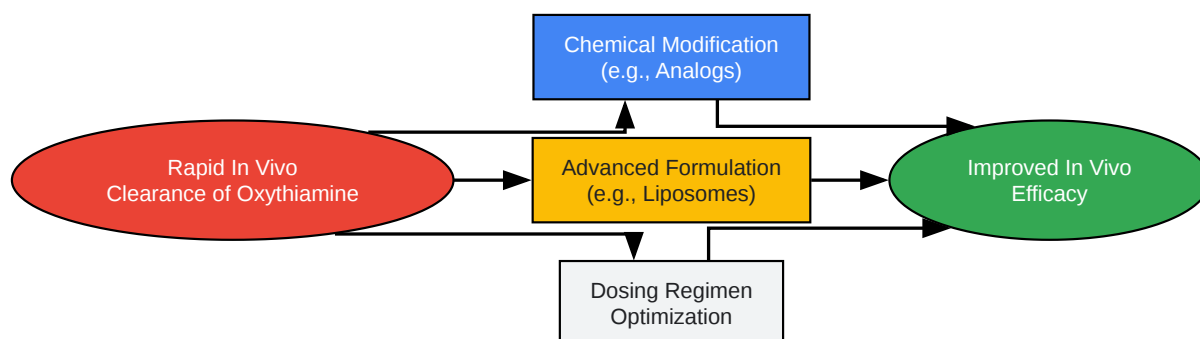 Chemical Modification
(e.g., Analogs)
Rapid In Vivo
Clearance of Oxythiamine
Advanced Formulation
(e.g., Liposomes)
Improved In Vivo
Efficacy
Dosing Regimen
Optimization